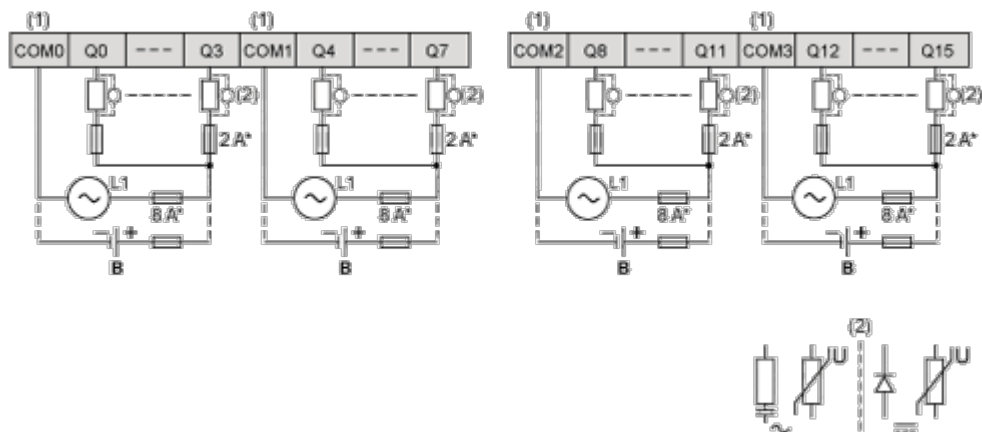 (1) (1) (1) (1)
COM0 Q0 --- Q3 COM1 Q4 --- Q7 COM2 Q8 --- Q11 COM3 Q12 --- Q15
(2) (2) (2) (2)
2 A* 2 A* 2 A* 2 A*
L1 L1 L1 L1
8 A* 8 A* 8 A* 8 A*
+ + + +
B B B B
(2)
U U